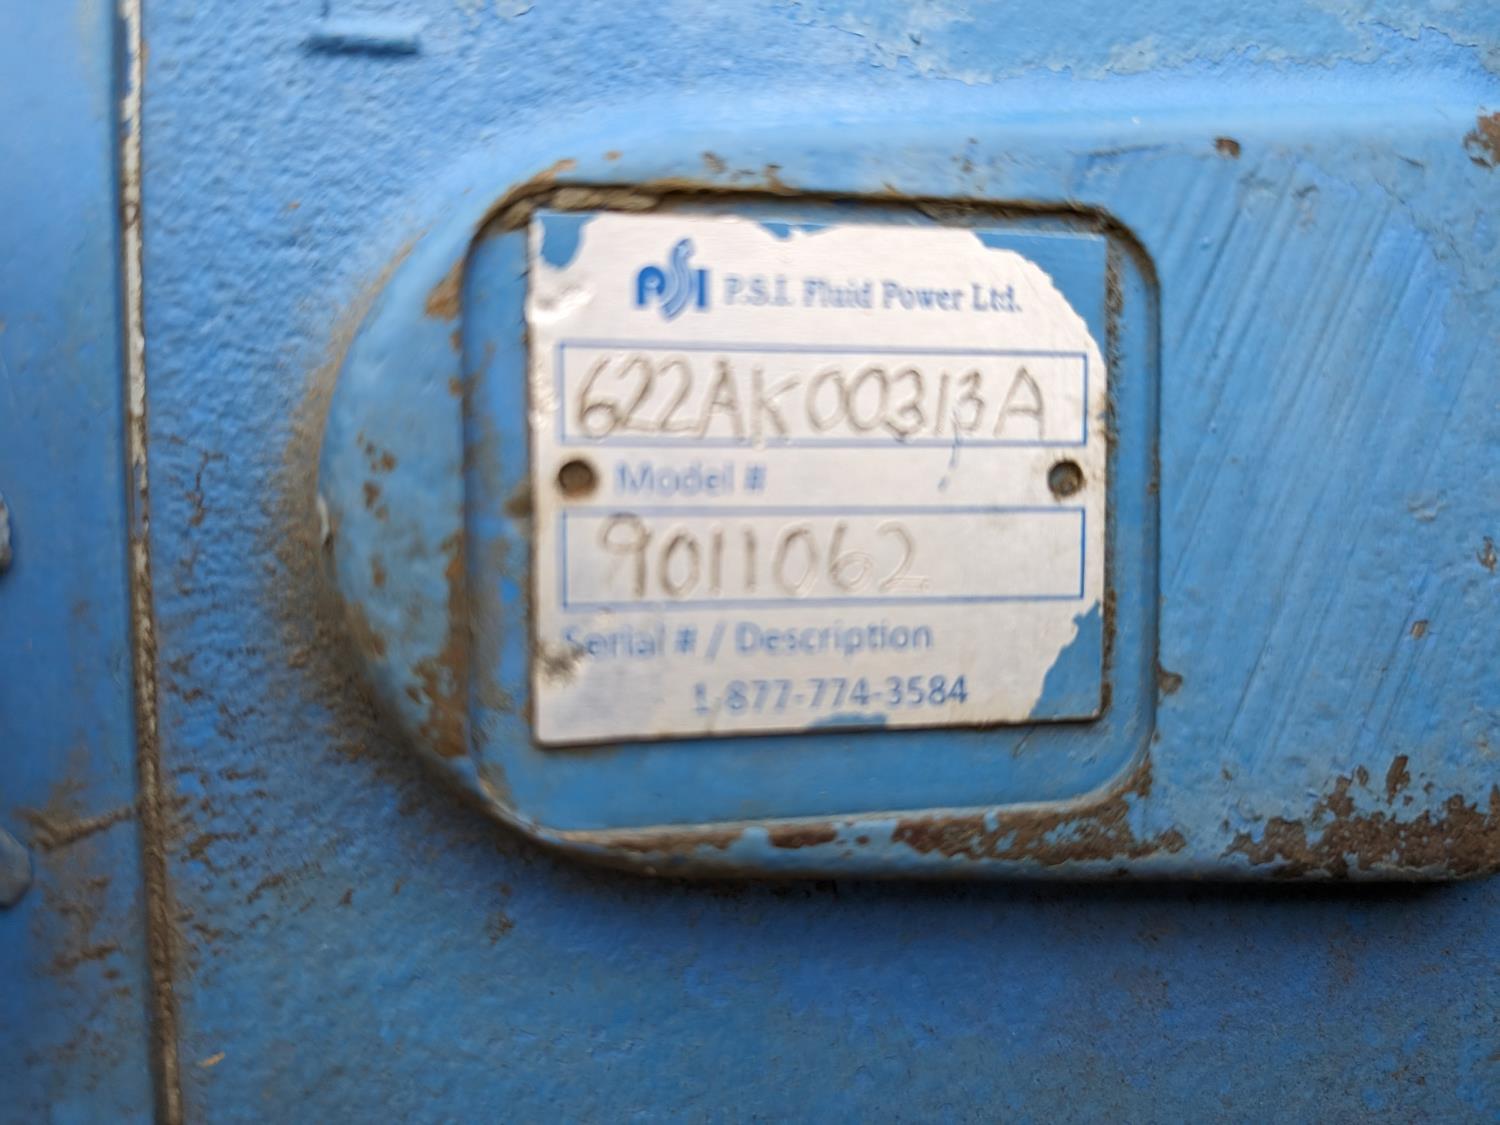 PSI P.S.I. Fluid Power Ltd.
622AK00313A
Model #
9011062
Serial # / Description
1-877-774-3584